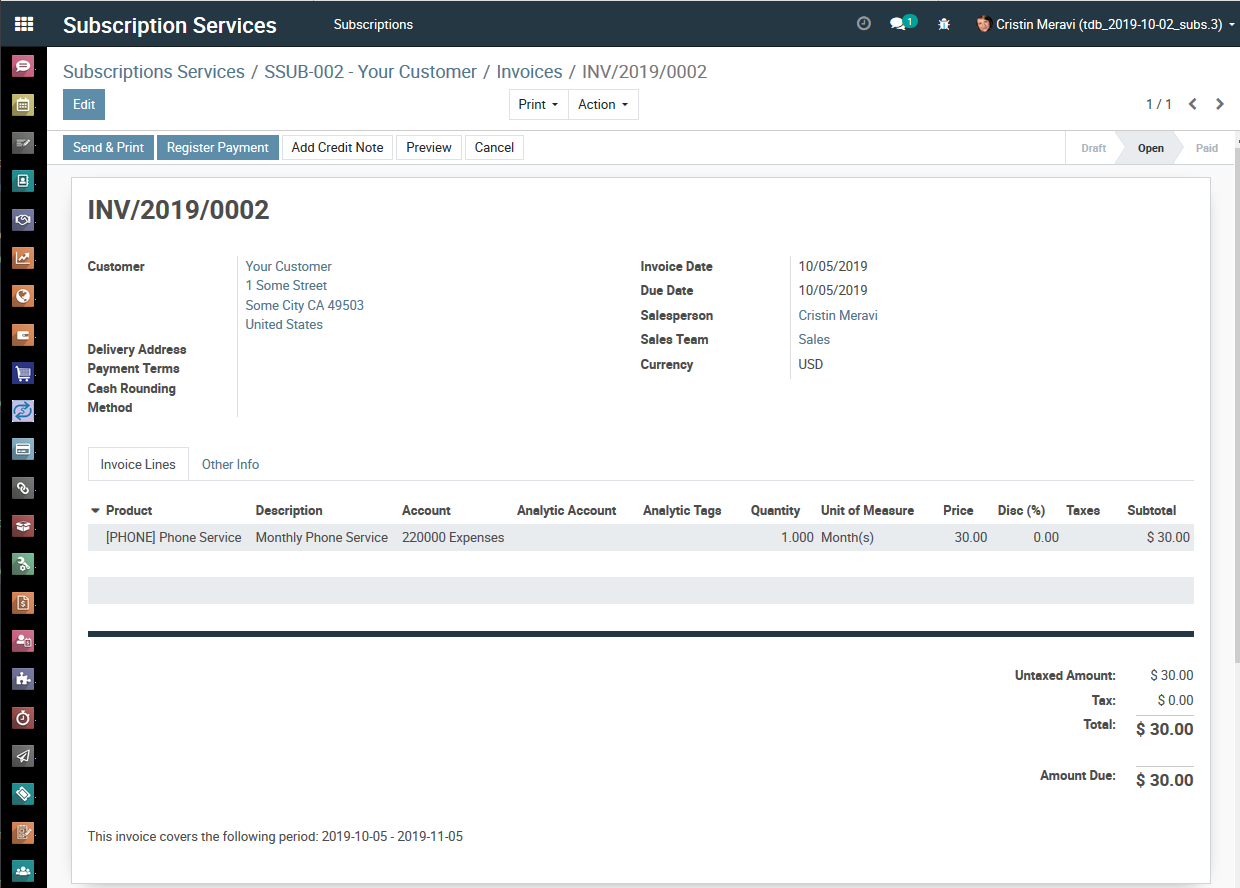 Subscription Services Subscriptions 1 Cristin Meravi (tdb_2019-10-02_subs.3)
Subscriptions Services / SSUB-002 - Your Customer / Invoices / INV/2019/0002
Edit Print Action 1 / 1
Send & Print Register Payment Add Credit Note Preview Cancel Draft Open Paid
INV/2019/0002
Customer Your Customer Invoice Date 10/05/2019
1 Some Street
Due Date 10/05/2019
Some City CA 49503
Salesperson Cristin Meravi
United States
Sales Team Sales
Delivery Address
Currency USD
Payment Terms
Cash Rounding
Method
Invoice Lines Other Info
Product Description Account Analytic Account Analytic Tags Quantity Unit of Measure Price Disc (%) Taxes Subtotal
[PHONE] Phone Service Monthly Phone Service 220000 Expenses 1.000 Month(s) 30.00 0.00 $ 30.00
Untaxed Amount: $ 30.00
Tax: $ 0.00
Total: $ 30.00
Amount Due: $ 30.00
This invoice covers the following period: 2019-10-05 - 2019-11-05